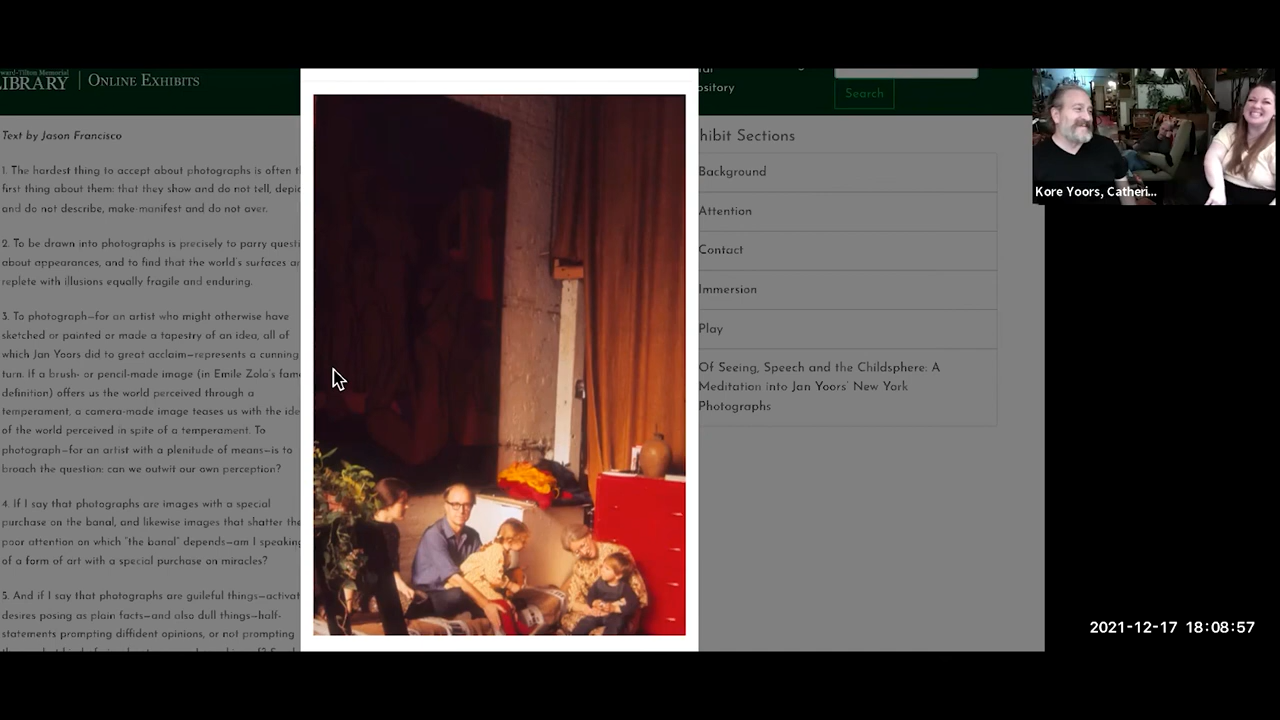 LIBRARY | ONLINE EXHIBITS
Search
Text by Jason Francisco
1. The hardest thing to accept about photographs is often
first thing about them: that they show and do not tell,
and do not describe, make-manifest and do not aver.
2. To be drawn into photographs is precisely to parry
about appearances, and to find that the world's surfaces
replete with illusions equally fragile and enduring.
3. To photograph—for an artist who might otherwise have
sketched or painted or made a tapestry of an idea, all of
which Jan Yoors did to great acclaim—represents a cunning
turn. If a brush- or pencil-made image (in Emile Zola's
definition) offers us the world perceived through a
temperament, a camera-made image teases us with the
of the world perceived in spite of a temperament. To
photograph—for an artist with a plenitude of means—is to
broach the question: can we outwit our own perception?
4. If I say that photographs are images with a special
purchase on the banal, and likewise images that shatter the
poor attention on which "the banal" depends—am I speaking
of a form of art with a special purchase on miracles?
5. And if I say that photographs are guileful things—
desires posing as plain facts—and also dull things—half-
statements prompting diffident opinions, or not prompting
Sections
Background
Attention
Contact
Immersion
Play
Of Seeing, Speech and the Childsphere: A
Meditation into Jan Yoors' New York
Photographs
Kore Yoors, Catheri...
2021-12-17 18:08:57